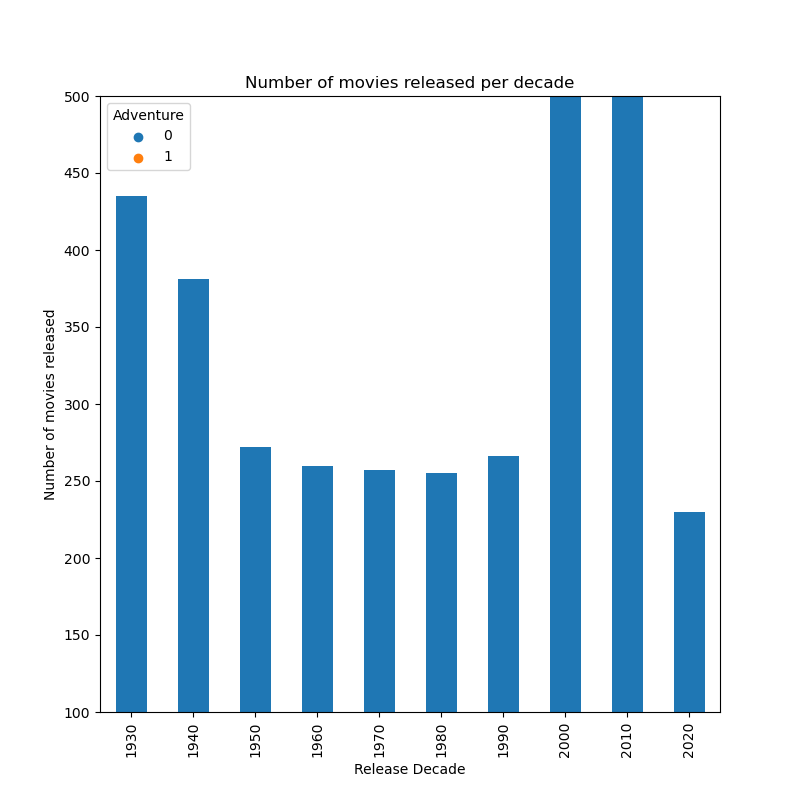 Number of movies released per decade
Adventure
0
1
500
450
400
350
300
250
200
150
100
Number of movies released
1930 1940 1950 1960 1970 1980 1990 2000 2010 2020
Release Decade